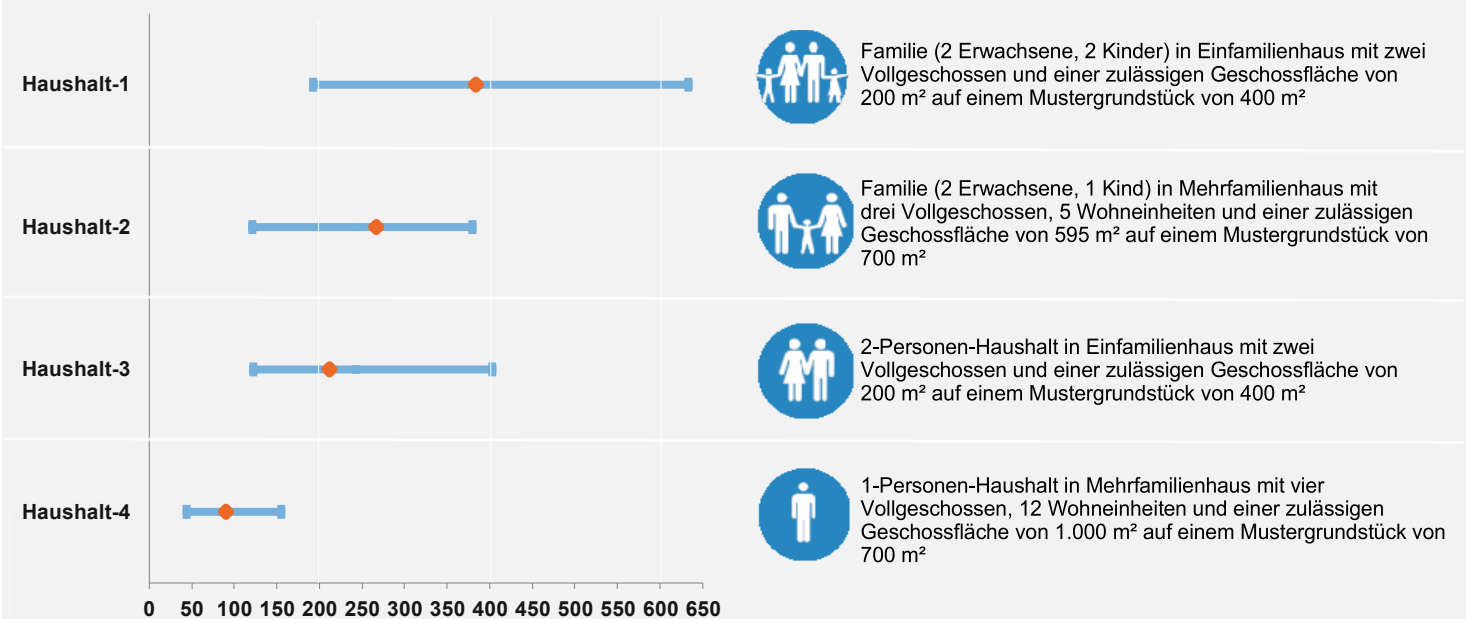 Haushalt-1
Familie (2 Erwachsene, 2 Kinder) in Einfamilienhaus mit zwei
Vollgeschossen und einer zulässigen Geschossfläche von
200 m² auf einem Mustergrundstück von 400 m²
Haushalt-2
Familie (2 Erwachsene, 1 Kind) in Mehrfamilienhaus mit
drei Vollgeschossen, 5 Wohneinheiten und einer zulässigen
Geschossfläche von 595 m² auf einem Mustergrundstück von
700 m²
Haushalt-3
2-Personen-Haushalt in Einfamilienhaus mit zwei
Vollgeschossen und einer zulässigen Geschossfläche von
200 m² auf einem Mustergrundstück von 400 m²
Haushalt-4
1-Personen-Haushalt in Mehrfamilienhaus mit vier
Vollgeschossen, 12 Wohneinheiten und einer zulässigen
Geschossfläche von 1.000 m² auf einem Mustergrundstück von
700 m²
0 50 100 150 200 250 300 350 400 450 500 550 600 650